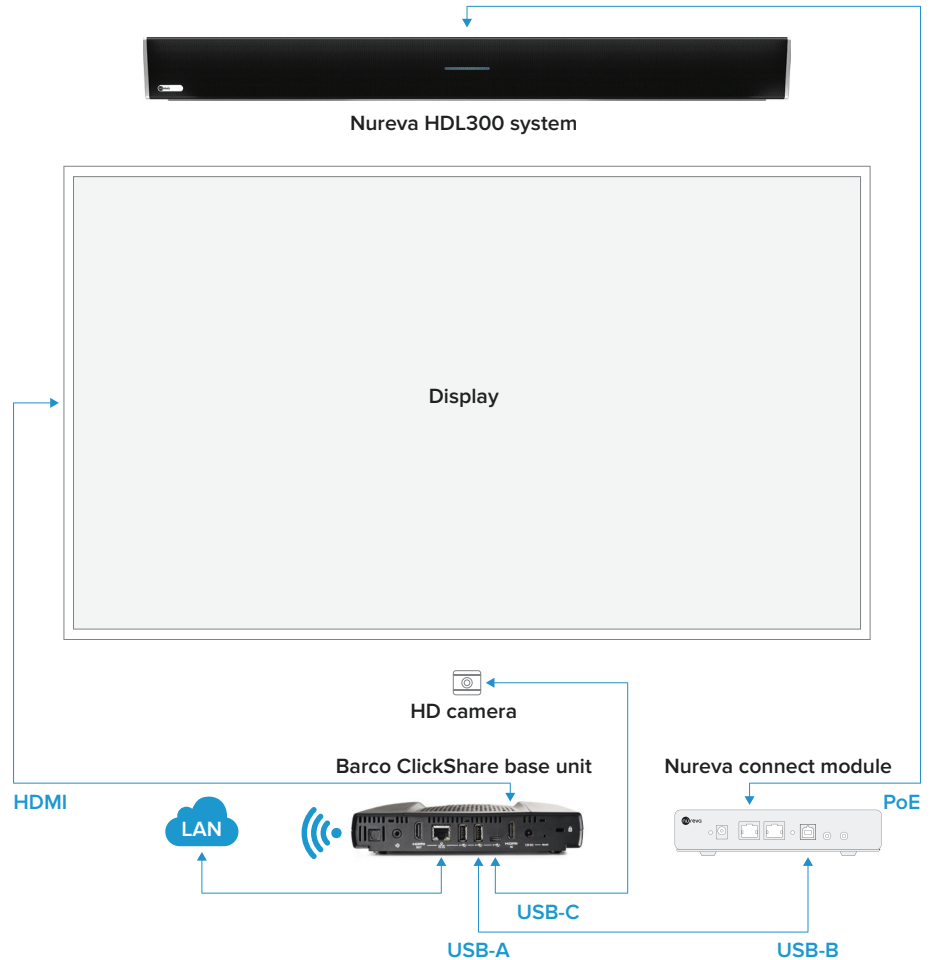 Nureva HDL300 system
Display
HD camera
Barco ClickShare base unit
Nureva connect module
HDMI
PoE
LAN
nureva
USB-C
USB-A
USB-B